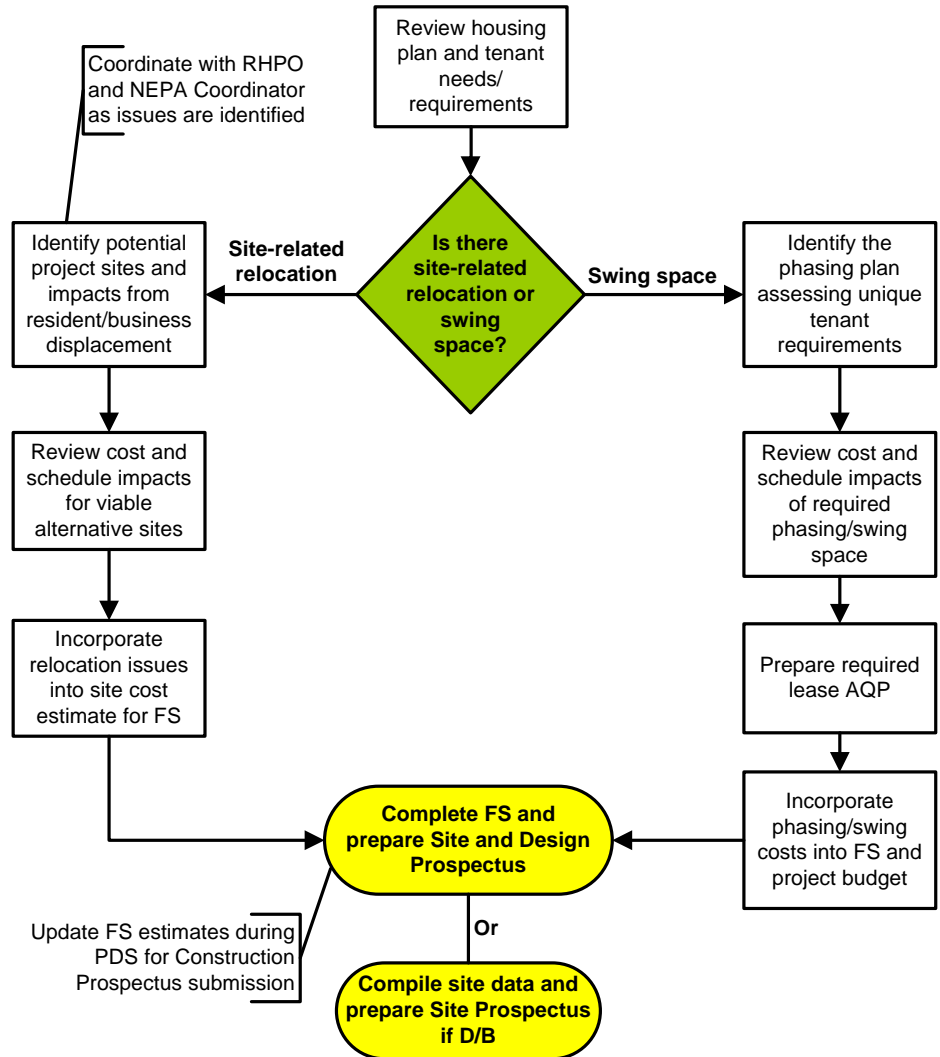 Coordinate with RHPO
and NEPA Coordinator
as issues are identified
Review housing
plan and tenant
needs/
requirements
Is there
site-related
relocation or
swing
space?
Site-related
relocation
Swing space
Identify potential
project sites and
impacts from
resident/business
displacement
Identify the
phasing plan
assessing unique
tenant
requirements
Review cost and
schedule impacts
for viable
alternative sites
Review cost and
schedule impacts
of required
phasing/swing
space
Incorporate
relocation issues
into site cost
estimate for FS
Prepare required
lease AQP
Incorporate
phasing/swing
costs into FS and
project budget
Complete FS and
prepare Site and Design
Prospectus
Update FS estimates during
PDS for Construction
Prospectus submission
Or
Compile site data and
prepare Site Prospectus
if D/B